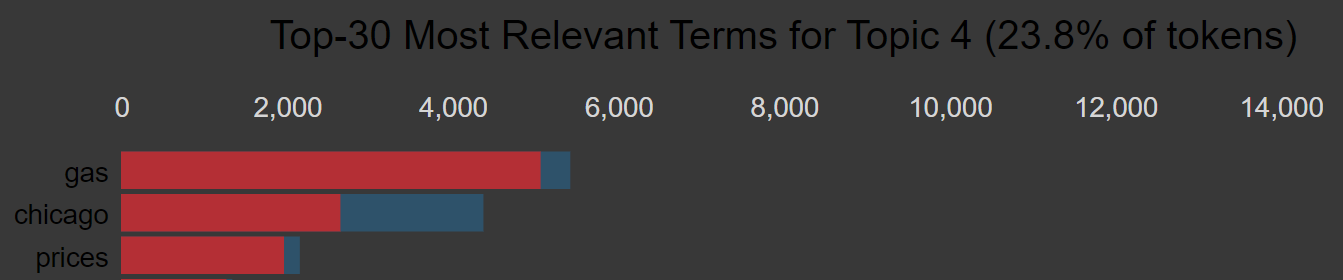 Top-30 Most Relevant Terms for Topic 4 (23.8% of tokens)
0 2,000 4,000 6,000 8,000 10,000 12,000 14,000
gas
chicago
prices